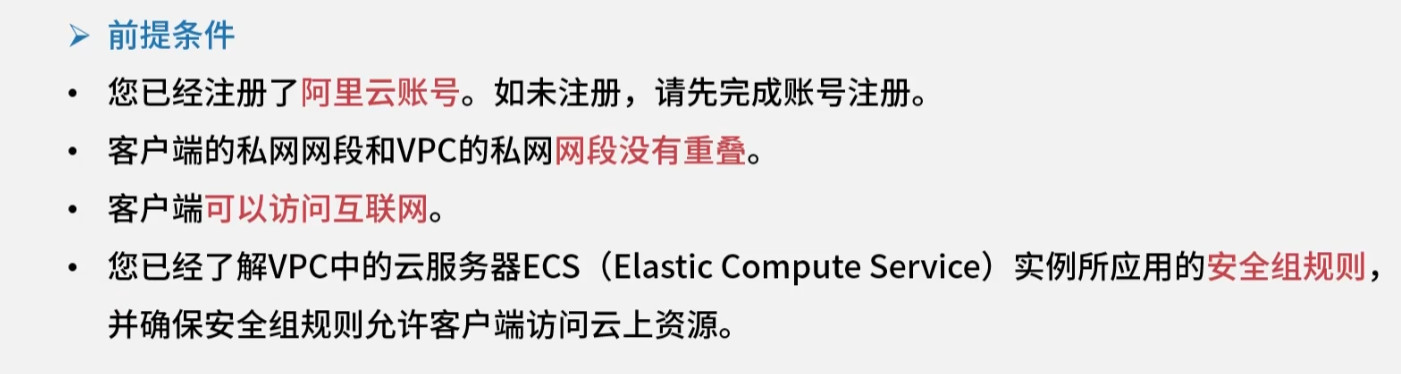 ➢ 前提条件
• 您已经注册了阿里云账号。如未注册，请先完成账号注册。
• 客户端的私网网段和VPC的私网网段没有重叠。
• 客户端可以访问互联网。
• 您已经了解VPC中的云服务器ECS（Elastic Compute Service）实例所应用的安全组规则，
并确保安全组规则允许客户端访问云上资源。